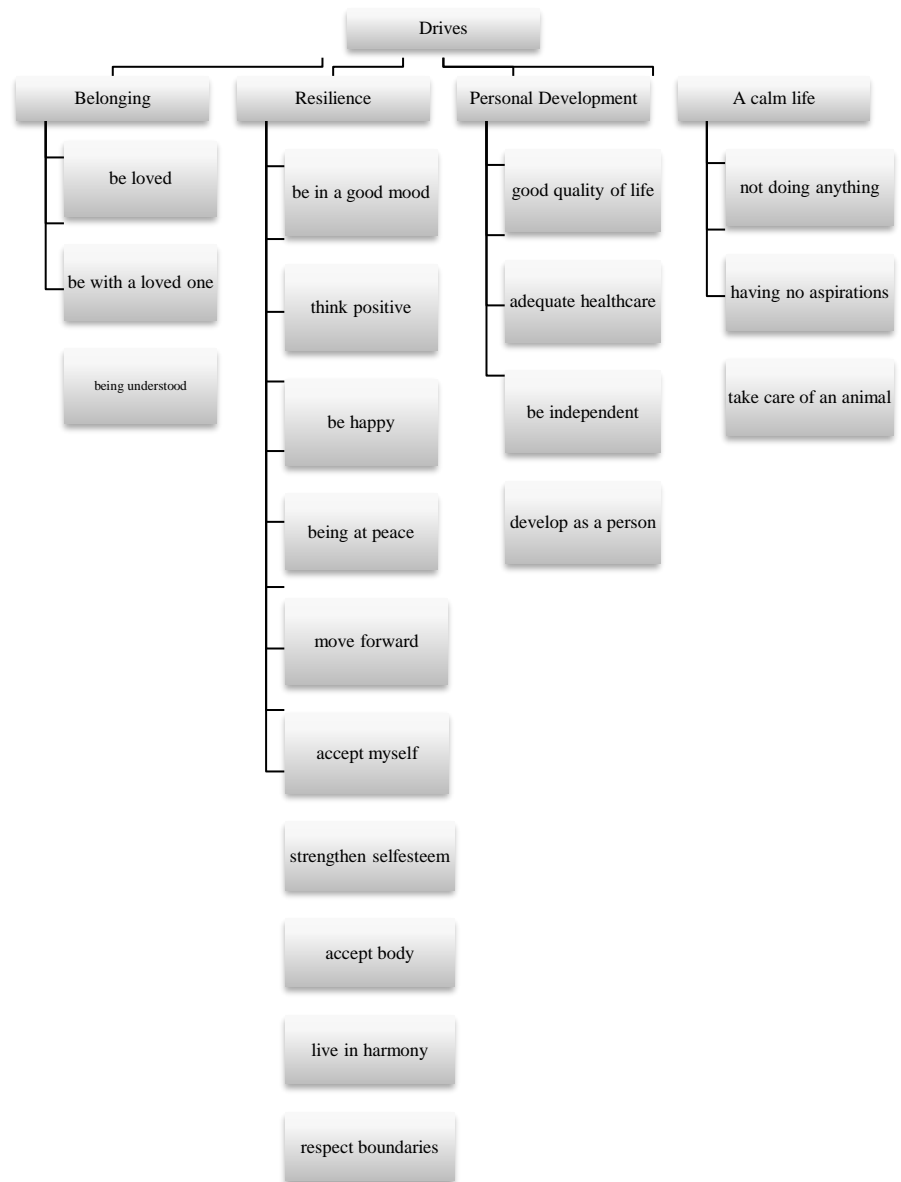 Drives
Belonging
be loved
be with a loved one
being understood
Resilience
be in a good mood
think positive
be happy
being at peace
move forward
accept myself
strengthen selfesteem
accept body
live in harmony
respect boundaries
Personal Development
good quality of life
adequate healthcare
be independent
develop as a person
A calm life
not doing anything
having no aspirations
take care of an animal